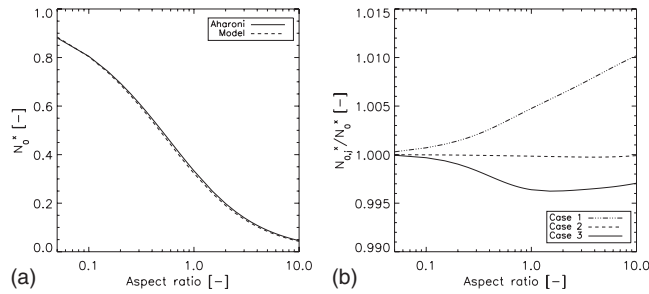 1.0
0.8
0.6
0.4
0.2
0.0
N₀ˣ [–]
Aharoni
Model
0.1 1.0 10.0
Aspect ratio [–]
(a)
1.015
1.010
1.005
1.000
0.995
0.990
N₀,ⱼˣ/N₀ˣ [–]
Case 1
Case 2
Case 3
0.1 1.0 10.0
Aspect ratio [–]
(b)